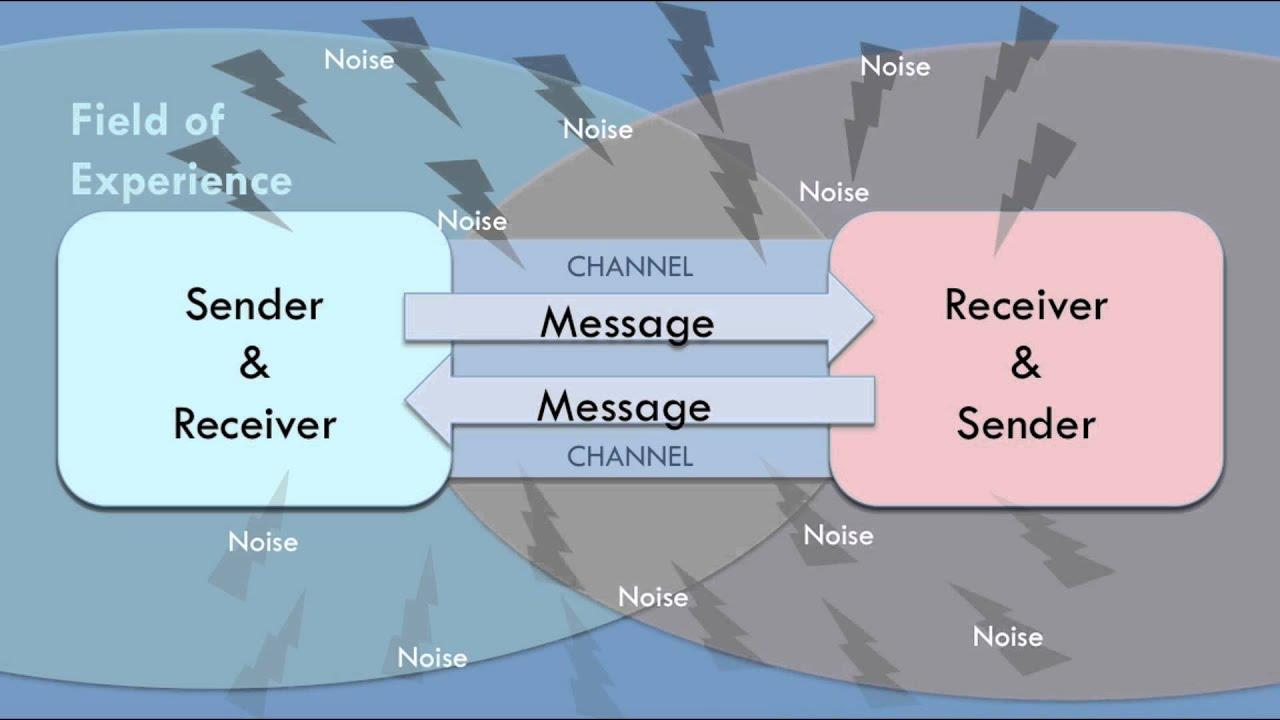 Noise
Noise
Field of
Experience
Noise
Noise
Noise
CHANNEL
Sender
&
Receiver
Message
Message
CHANNEL
Receiver
&
Sender
Noise
Noise
Noise
Noise
Noise